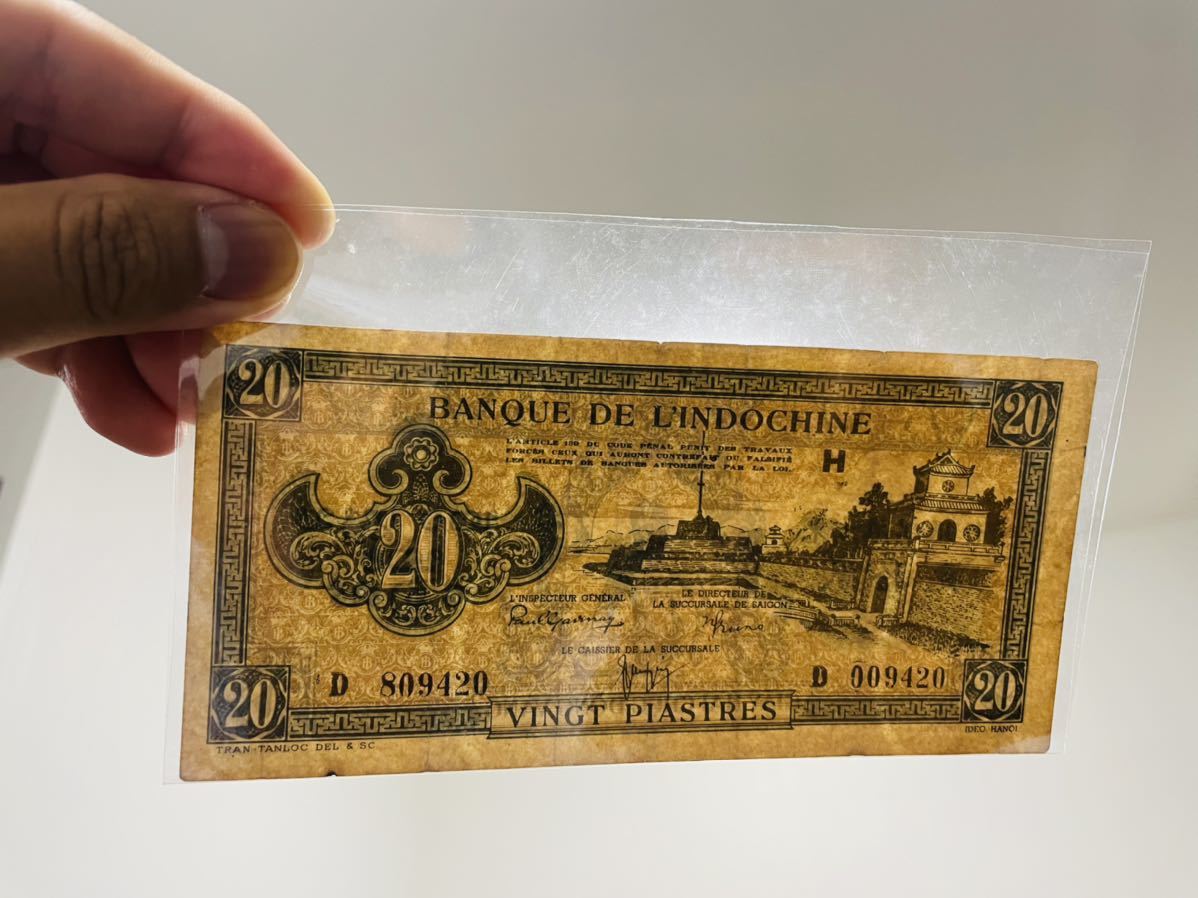 20
20
BANQUE DE L'INDOCHINE
L'ARTICLE 139 DU CODE PÉNAL PUNIT DES TRAVAUX
FORCÉS CEUX QUI AURONT CONTREFAIT OU FALSIFIÉ
LES BILLETS DE BANQUES AUTORISÉES PAR LA LOI.
H
20
L'INSPECTEUR GÉNÉRAL
LE DIRECTEUR DE
LA SUCCURSALE DE SAIGON
LE CAISSIER DE LA SUCCURSALE
D 809420
D 009420
20
20
VINGT PIASTRES
TRAN-TANLOC DEL & SC
IDEO HANOI